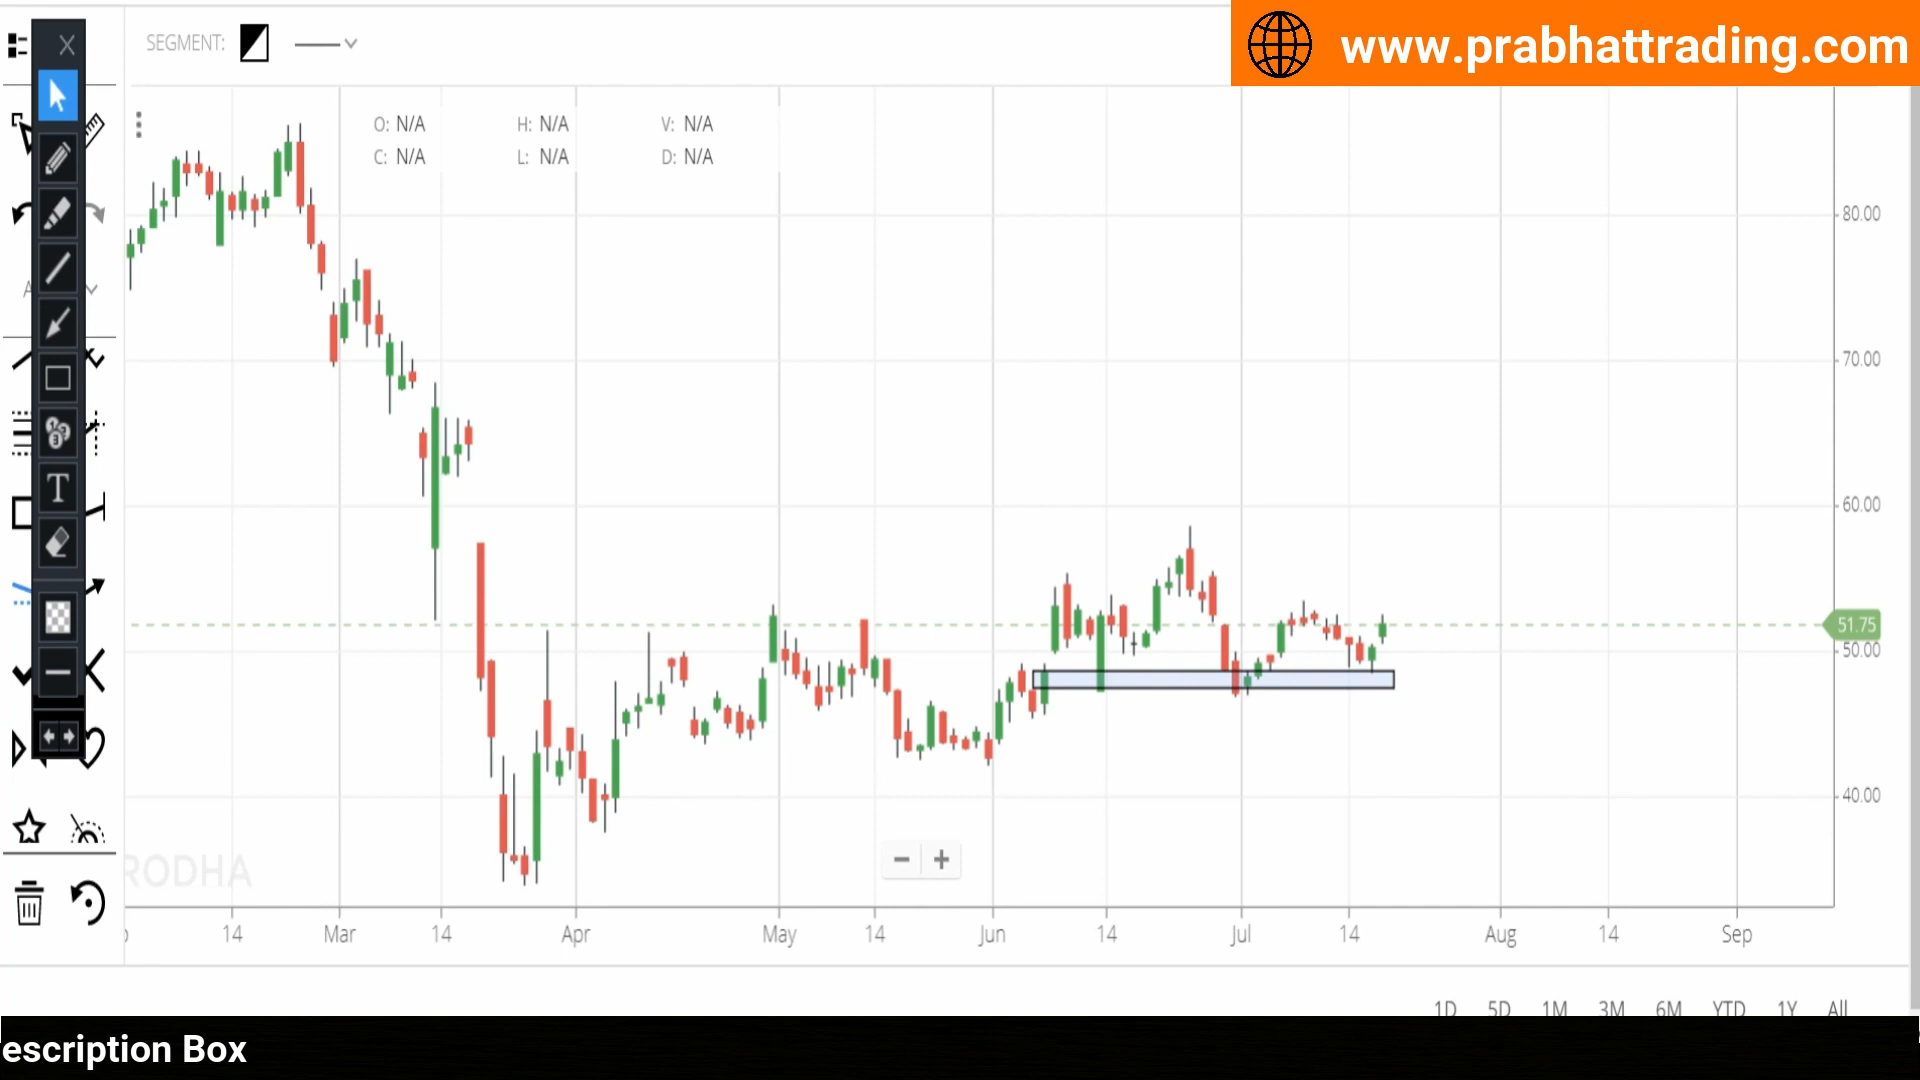 SEGMENT:
www.prabhattrading.com
O: N/A H: N/A V: N/A
C: N/A L: N/A D: N/A
80.00
70.00
60.00
51.75
50.00
40.00
RODHA
14 Mar 14 Apr May 14 Jun 14 Jul 14 Aug 14 Sep
1D 5D 1M 3M 6M YTD 1Y All
escription Box
T